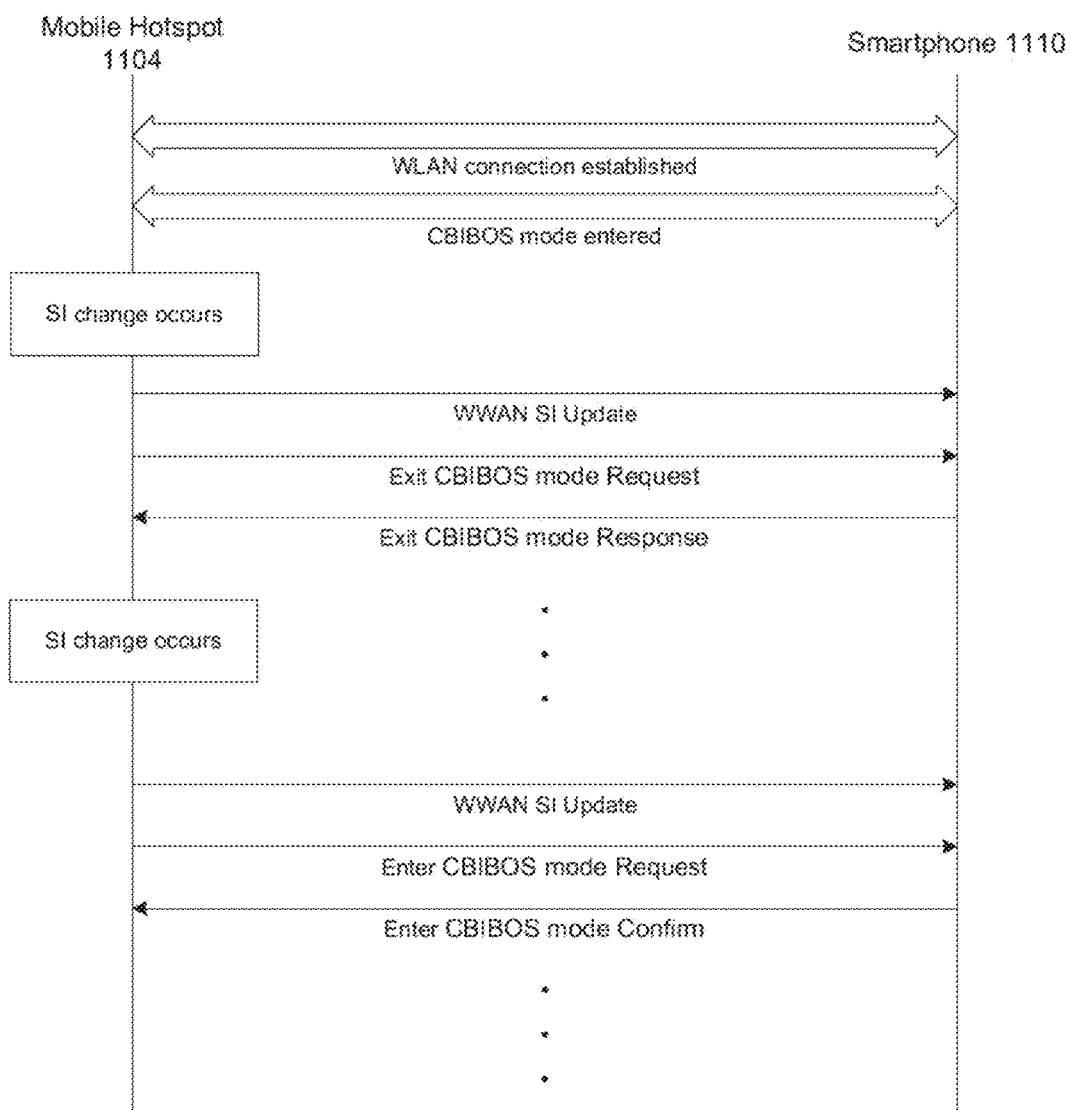 Mobile Hotspot
1104
Smartphone 1110
WLAN connection established
CBIBOS mode entered
SI change occurs
WWAN SI Update
Exit CBIBOS mode Request
Exit CBIBOS mode Response
SI change occurs
WWAN SI Update
Enter CBIBOS mode Request
Enter CBIBOS mode Confirm